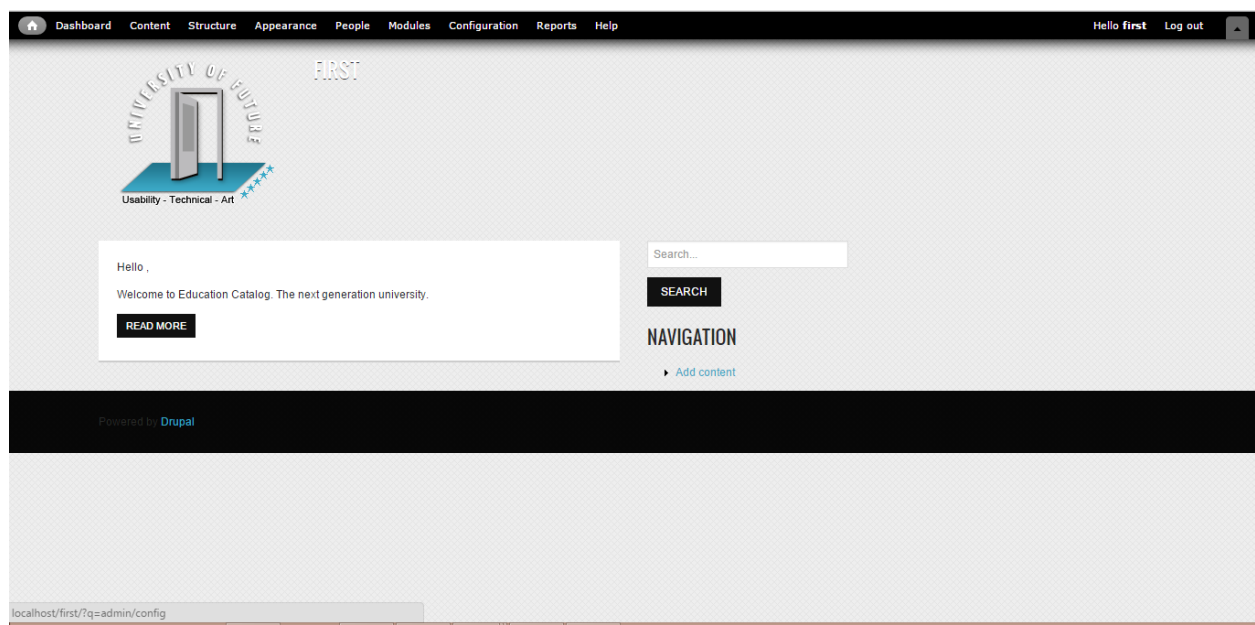 Dashboard Content Structure Appearance People Modules Configuration Reports Help Hello first Log out
UNIVERSITY OF FUTURE
Usability - Technical - Art
FIRST
Hello ,
Welcome to Education Catalog. The next generation university.
READ MORE
Search...
SEARCH
NAVIGATION
Add content
Powered by Drupal
localhost/first/?q=admin/config